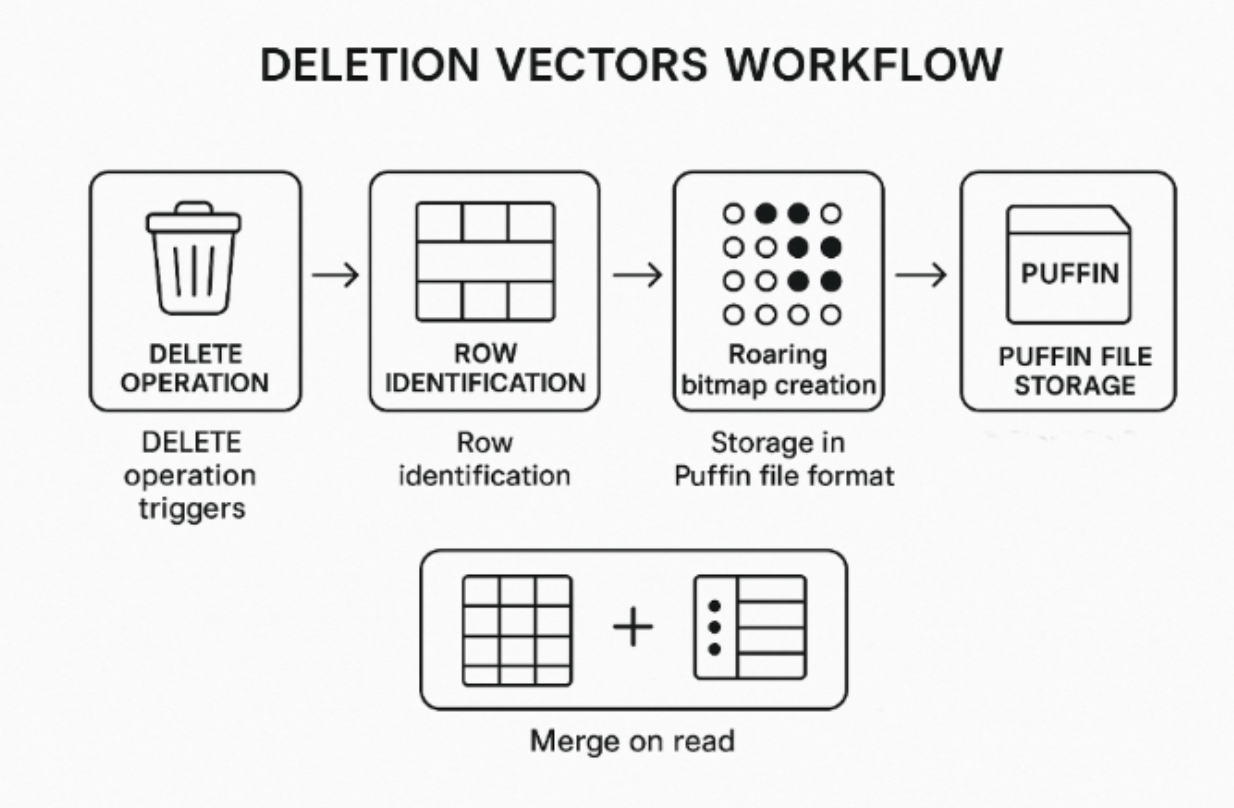 DELETION VECTORS WORKFLOW
DELETE
OPERATION
ROW
IDENTIFICATION
Roaring
bitmap creation
PUFFIN
PUFFIN FILE
STORAGE
DELETE
operation
triggers
Row
identification
Storage in
Puffin file format
Merge on read